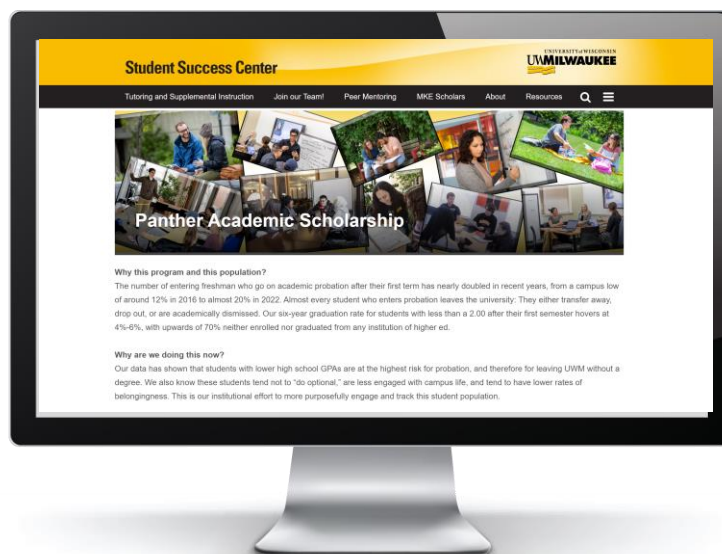 UNIVERSITY of WISCONSIN
UWMILWAUKEE
Student Success Center
Tutoring and Supplemental Instruction Join our Team! Peer Mentoring MKE Scholars About Resources
Panther Academic Scholarship
Why this program and this population?
The number of entering freshman who go on academic probation after their first term has nearly doubled in recent years, from a campus low
of around 12% in 2016 to almost 20% in 2022. Almost every student who enters probation leaves the university: They either transfer away,
drop out, or are academically dismissed. Our six-year graduation rate for students with less than a 2.00 after their first semester hovers at
4%-6%, with upwards of 70% neither enrolled nor graduated from any institution of higher ed.
Why are we doing this now?
Our data has shown that students with lower high school GPAs are at the highest risk for probation, and therefore for leaving UWM without a
degree. We also know these students tend not to “do optional,” are less engaged with campus life, and tend to have lower rates of
belongingness. This is our institutional effort to more purposefully engage and track this student population.